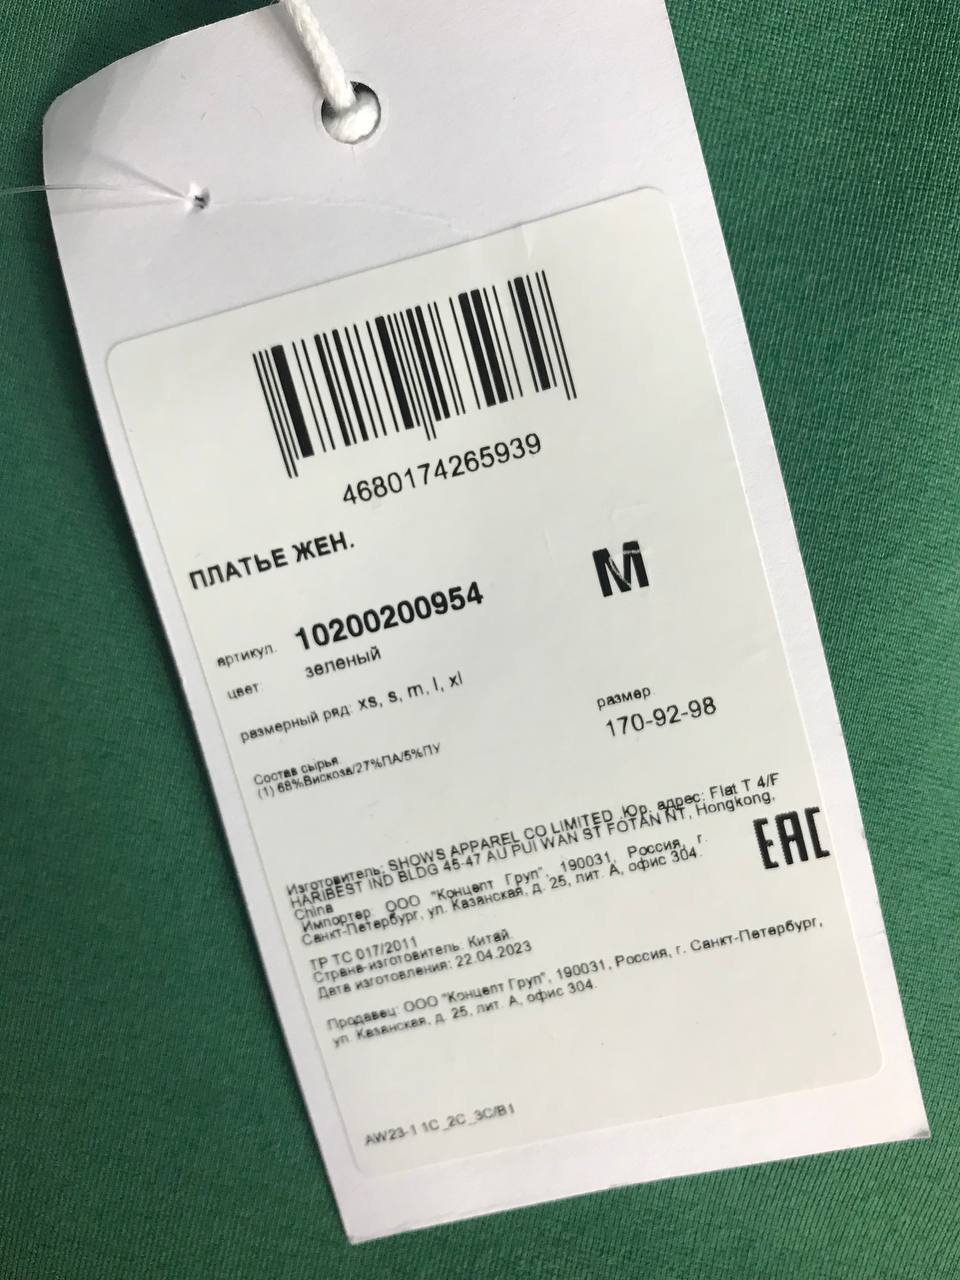 4680174265939
ПЛАТЬЕ ЖЕН.
M
артикул. 10200200954
цвет: зеленый
размерный ряд: xs, s, m, l, xl
размер
170-92-98
Состав сырья
(1) 68%Вискоза/27%ПА/5%ПУ
Изготовитель: SHOWS APPAREL CO LIMITED .Юр. адрес: Flat T 4/F
HARIBEST IND BLDG 45-47 AU PUI WAN ST FOTAN NT, Hongkong,
China
Импортер: ООО "Концепт Груп", 190031, Россия, г.
Санкт-Петербург, ул. Казанская, д. 25, лит. А, офис 304.
EAC
ТР ТС 017/2011
Страна-изготовитель: Китай.
Дата изготовления: 22.04.2023
Продавец: ООО "Концепт Груп", 190031, Россия, г. Санкт-Петербург,
ул. Казанская, д. 25, лит. А, офис 304.
AW23-1 1C_2C_3C/B1